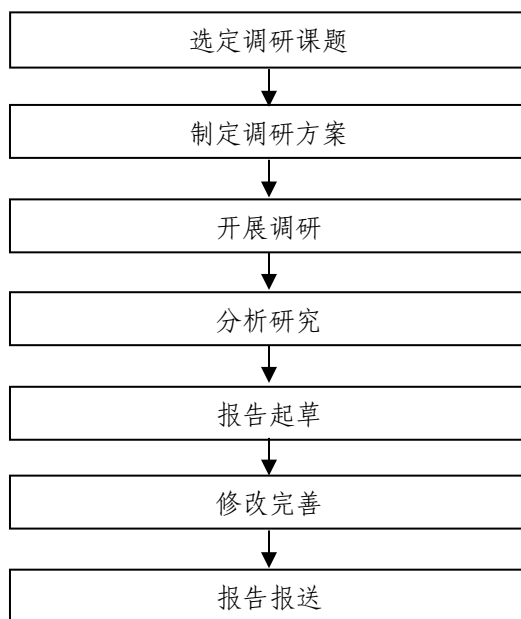 选定调研课题
制定调研方案
开展调研
分析研究
报告起草
修改完善
报告报送